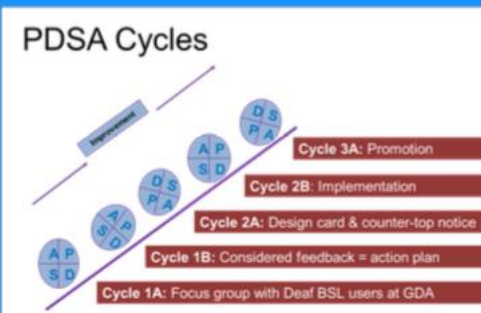 PDSA Cycles
Improvement
D S
P A
A P
S D
D S
P A
A P
S D
A P
S D
Cycle 3A: Promotion
Cycle 2B: Implementation
Cycle 2A: Design card & counter-top notice
Cycle 1B: Considered feedback = action plan
Cycle 1A: Focus group with Deaf BSL users at GDA